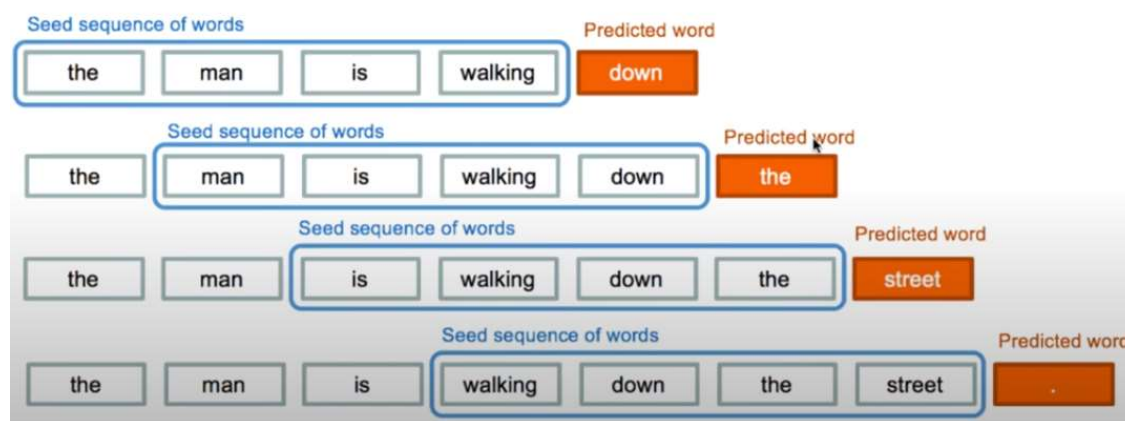 Seed sequence of words
Predicted word
the man is walking down
Seed sequence of words
Predicted word
the man is walking down the
Seed sequence of words
Predicted word
the man is walking down the street
Seed sequence of words
Predicted word
the man is walking down the street .